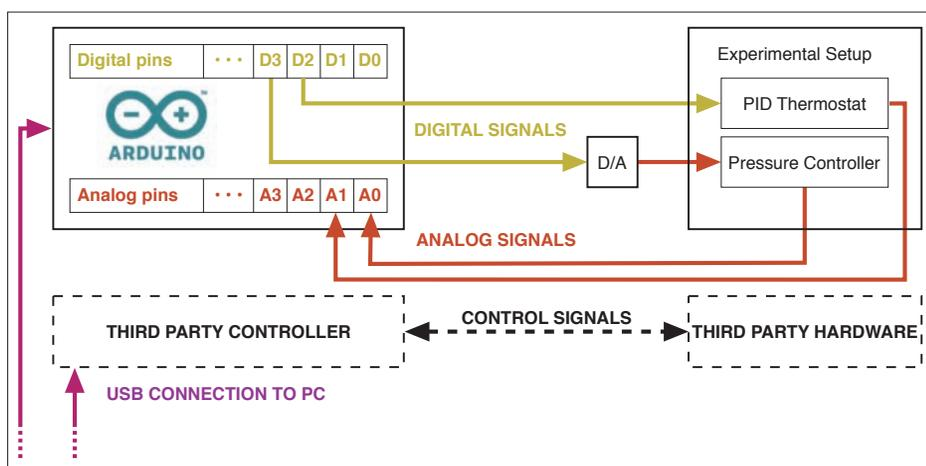 Digital pins ··· D3 D2 D1 D0
Experimental Setup
PID Thermostat
DIGITAL SIGNALS
ARDUINO
D/A
Pressure Controller
Analog pins ··· A3 A2 A1 A0
ANALOG SIGNALS
THIRD PARTY CONTROLLER
CONTROL SIGNALS
THIRD PARTY HARDWARE
USB CONNECTION TO PC